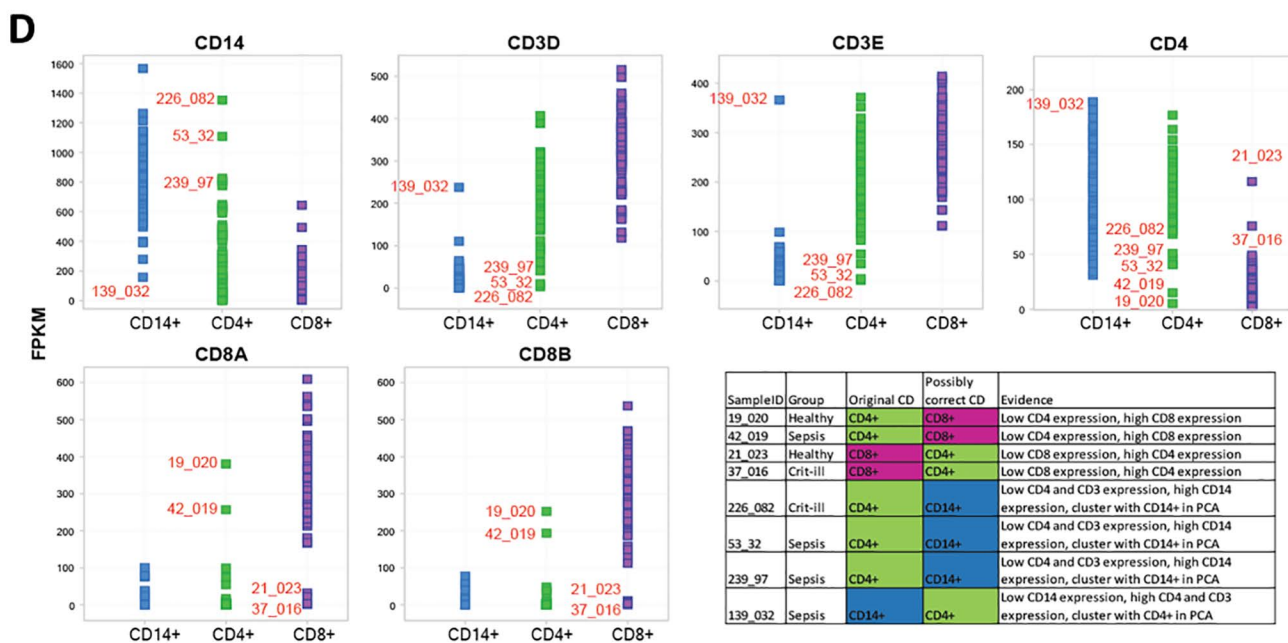 D
CD14
1600
1400
1200
1000
800
600
400
200
0
226_082
53_32
239_97
139_032
CD14+ CD4+ CD8+
CD3D
500
400
300
200
100
0
139_032
239_97
53_32
226_082
CD14+ CD4+ CD8+
CD3E
400
300
200
100
0
139_032
239_97
53_32
226_082
CD14+ CD4+ CD8+
CD4
200
150
100
50
0
139_032
21_023
226_082
37_016
239_97
53_32
42_019
19_020
CD14+ CD4+ CD8+
FPKM
CD8A
600
500
400
300
200
100
0
19_020
42_019
21_023
37_016
CD14+ CD4+ CD8+
CD8B
600
500
400
300
200
100
0
19_020
42_019
21_023
37_016
CD14+ CD4+ CD8+
SampleID Group Original CD Possibly correct CD Evidence
19_020 Healthy CD4+ CD8+ Low CD4 expression, high CD8 expression
42_019 Sepsis CD4+ CD8+ Low CD4 expression, high CD8 expression
21_023 Healthy CD8+ CD4+ Low CD8 expression, high CD4 expression
37_016 Crit-ill CD8+ CD4+ Low CD8 expression, high CD4 expression
226_082 Crit-ill CD4+ CD14+ Low CD4 and CD3 expression, high CD14
expression, cluster with CD14+ in PCA
53_32 Sepsis CD4+ CD14+ Low CD4 and CD3 expression, high CD14
expression, cluster with CD14+ in PCA
239_97 Sepsis CD4+ CD14+ Low CD4 and CD3 expression, high CD14
expression, cluster with CD14+ in PCA
139_032 Sepsis CD14+ CD4+ Low CD14 expression, high CD4 and CD3
expression, cluster with CD4+ in PCA